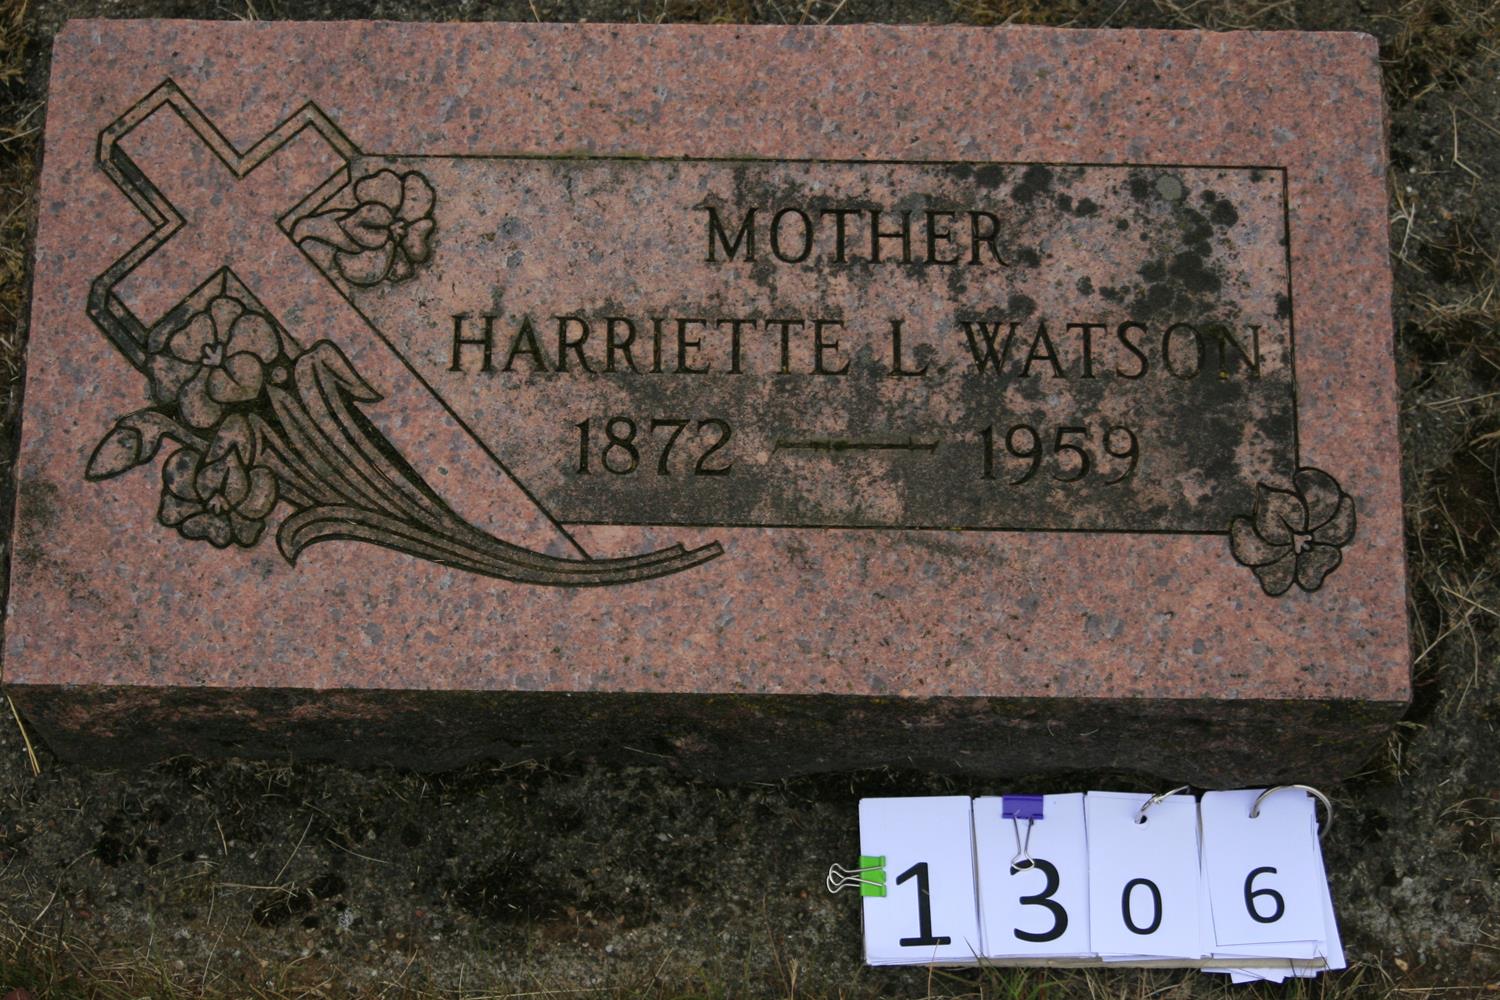 MOTHER
HARRIETTE L WATSON
1872 — 1959
1306